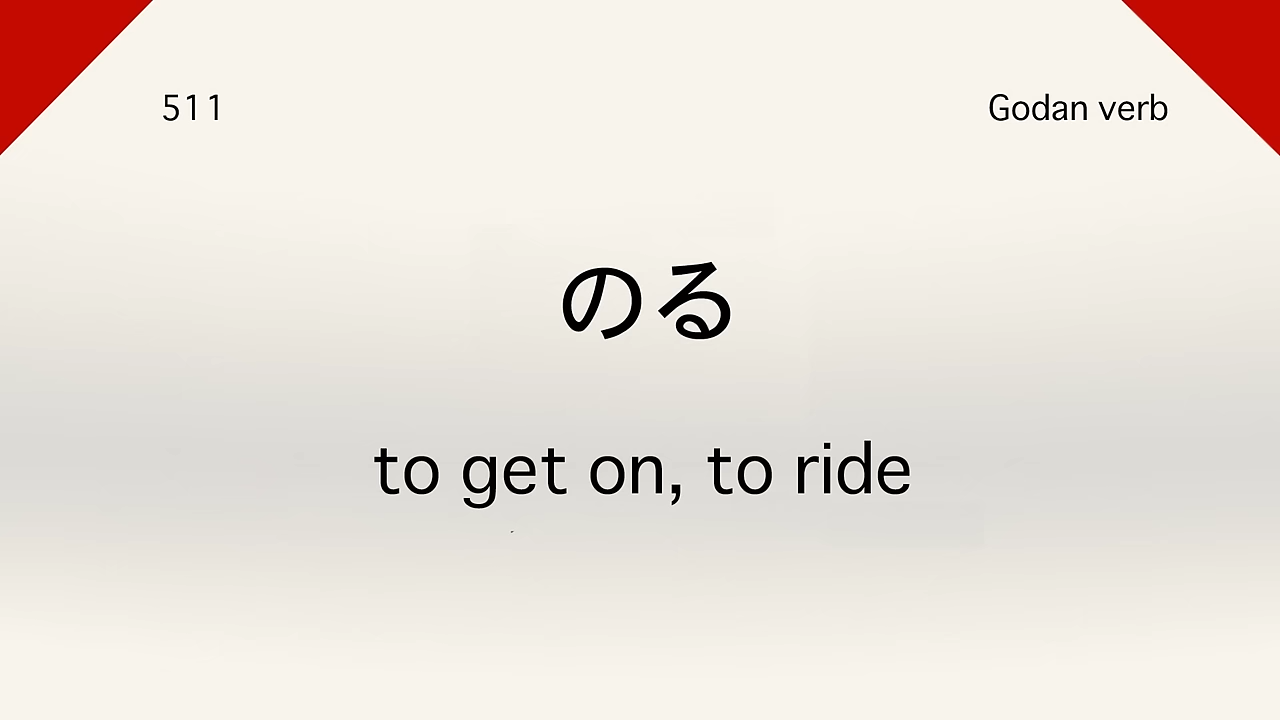 511
Godan verb
のる
to get on, to ride